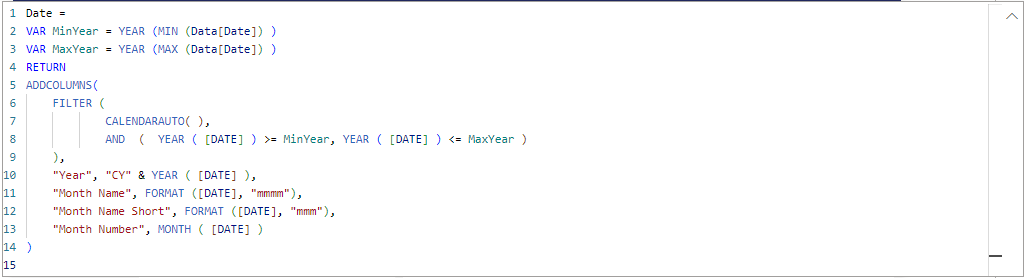 1 Date =
2 VAR MinYear = YEAR (MIN (Data[Date]) )
3 VAR MaxYear = YEAR (MAX (Data[Date]) )
4 RETURN
5 ADDCOLUMNS(
6     FILTER (
7             CALENDARAUTO( ),
8             AND  (  YEAR ( [DATE] ) >= MinYear, YEAR ( [DATE] ) <= MaxYear )
9     ),
10     "Year", "CY" & YEAR ( [DATE] ),
11     "Month Name", FORMAT ([DATE], "mmmm"),
12     "Month Name Short", FORMAT ([DATE], "mmm"),
13     "Month Number", MONTH ( [DATE] )
14 )
15